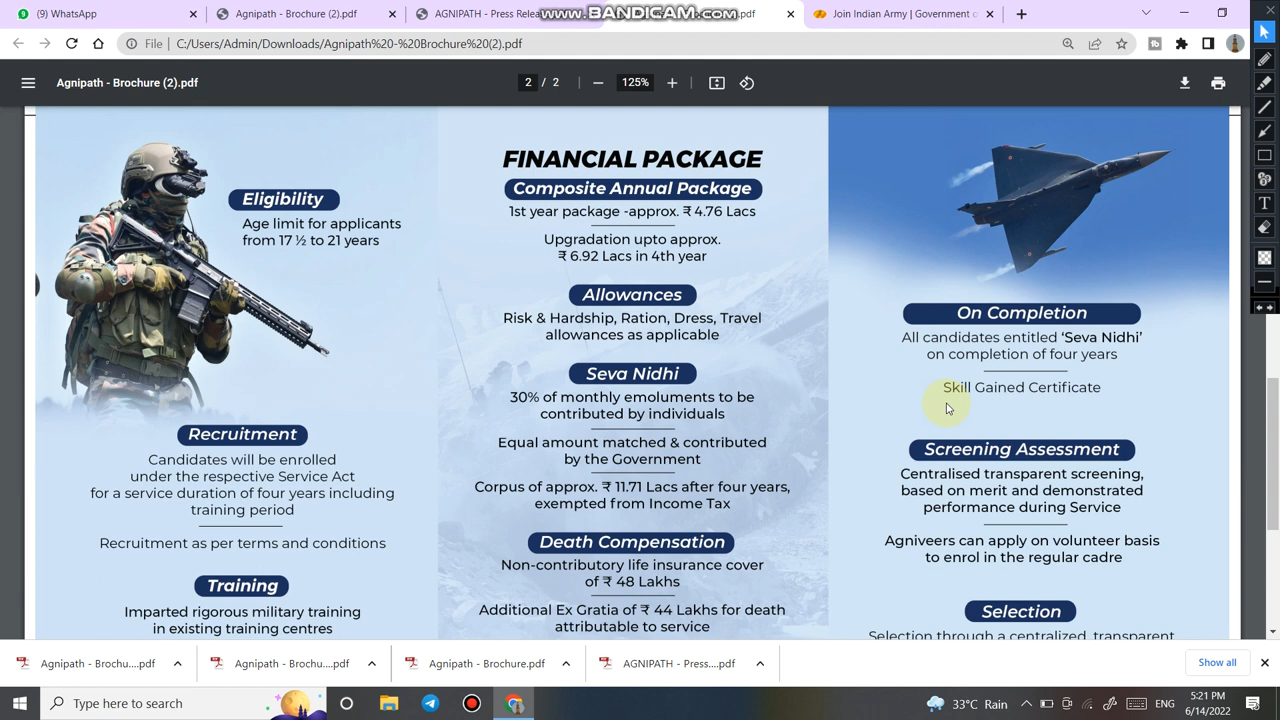 (9) WhatsApp
Agnipath - Brochure (2).pdf
AGNIPATH - Press Relea
www.BANDICAM.com
.pdf
Join Indian Army | Government o
File
C:/Users/Admin/Downloads/Agnipath%20-%20Brochure%20(2).pdf
Agnipath - Brochure (2).pdf
2 / 2
125%
Eligibility
Age limit for applicants
from 17 ½ to 21 years
Recruitment
Candidates will be enrolled
under the respective Service Act
for a service duration of four years including
training period
Recruitment as per terms and conditions
Training
Imparted rigorous military training
in existing training centres
FINANCIAL PACKAGE
Composite Annual Package
1st year package -approx. ₹ 4.76 Lacs
Upgradation upto approx.
₹ 6.92 Lacs in 4th year
Allowances
Risk & Hardship, Ration, Dress, Travel
allowances as applicable
Seva Nidhi
30% of monthly emoluments to be
contributed by individuals
Equal amount matched & contributed
by the Government
Corpus of approx. ₹ 11.71 Lacs after four years,
exempted from Income Tax
Death Compensation
Non-contributory life insurance cover
of ₹ 48 Lakhs
Additional Ex Gratia of ₹ 44 Lakhs for death
attributable to service
On Completion
All candidates entitled ‘Seva Nidhi’
on completion of four years
Skill Gained Certificate
Screening Assessment
Centralised transparent screening,
based on merit and demonstrated
performance during Service
Agniveers can apply on volunteer basis
to enrol in the regular cadre
Selection
Selection through a centralized, transparent
Agnipath - Brochu....pdf
Agnipath - Brochu....pdf
Agnipath - Brochure.pdf
AGNIPATH - Press....pdf
Show all
Type here to search
33°C Rain
ENG
5:21 PM
6/14/2022